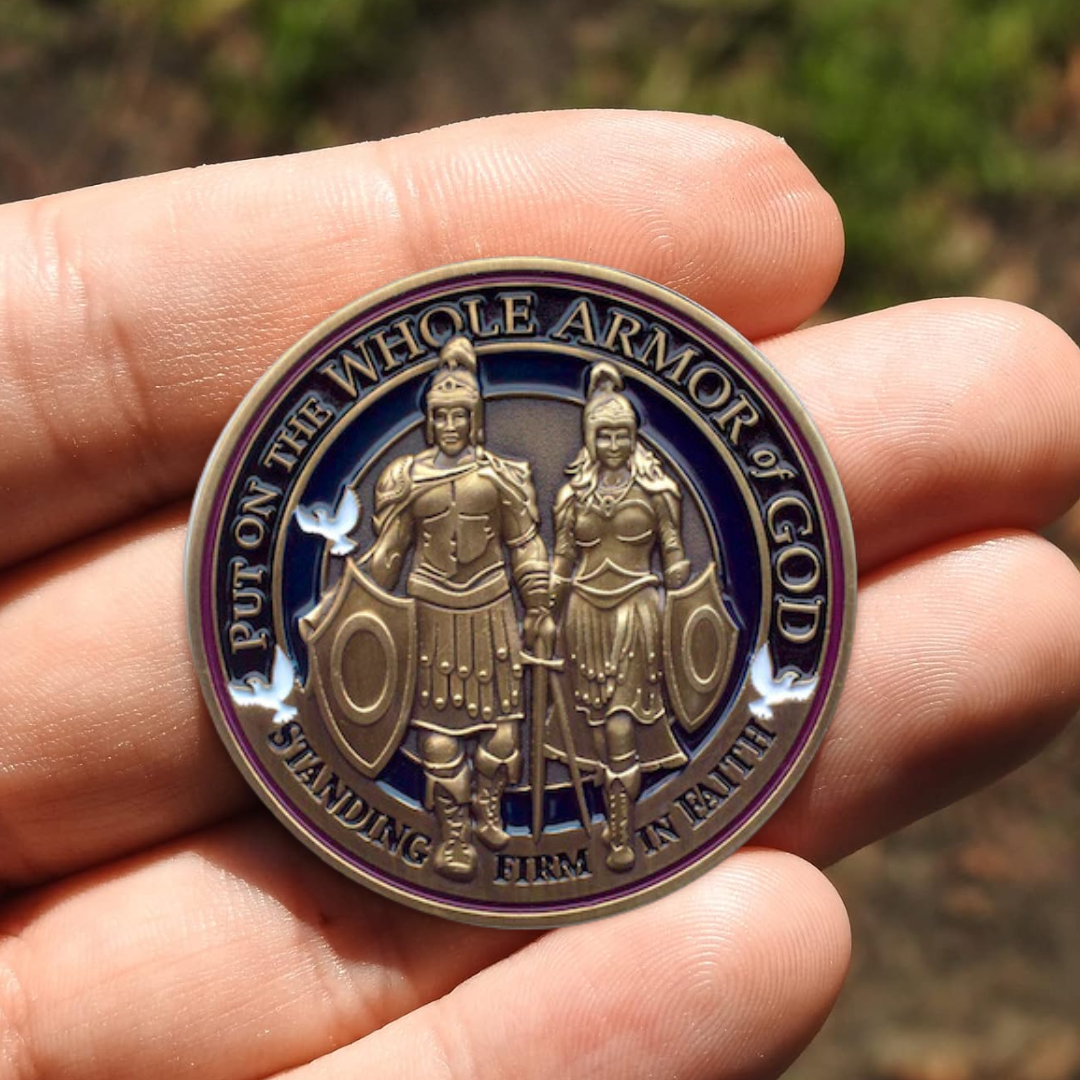 PUT ON THE WHOLE ARMOR of GOD
STANDING FIRM IN FAITH